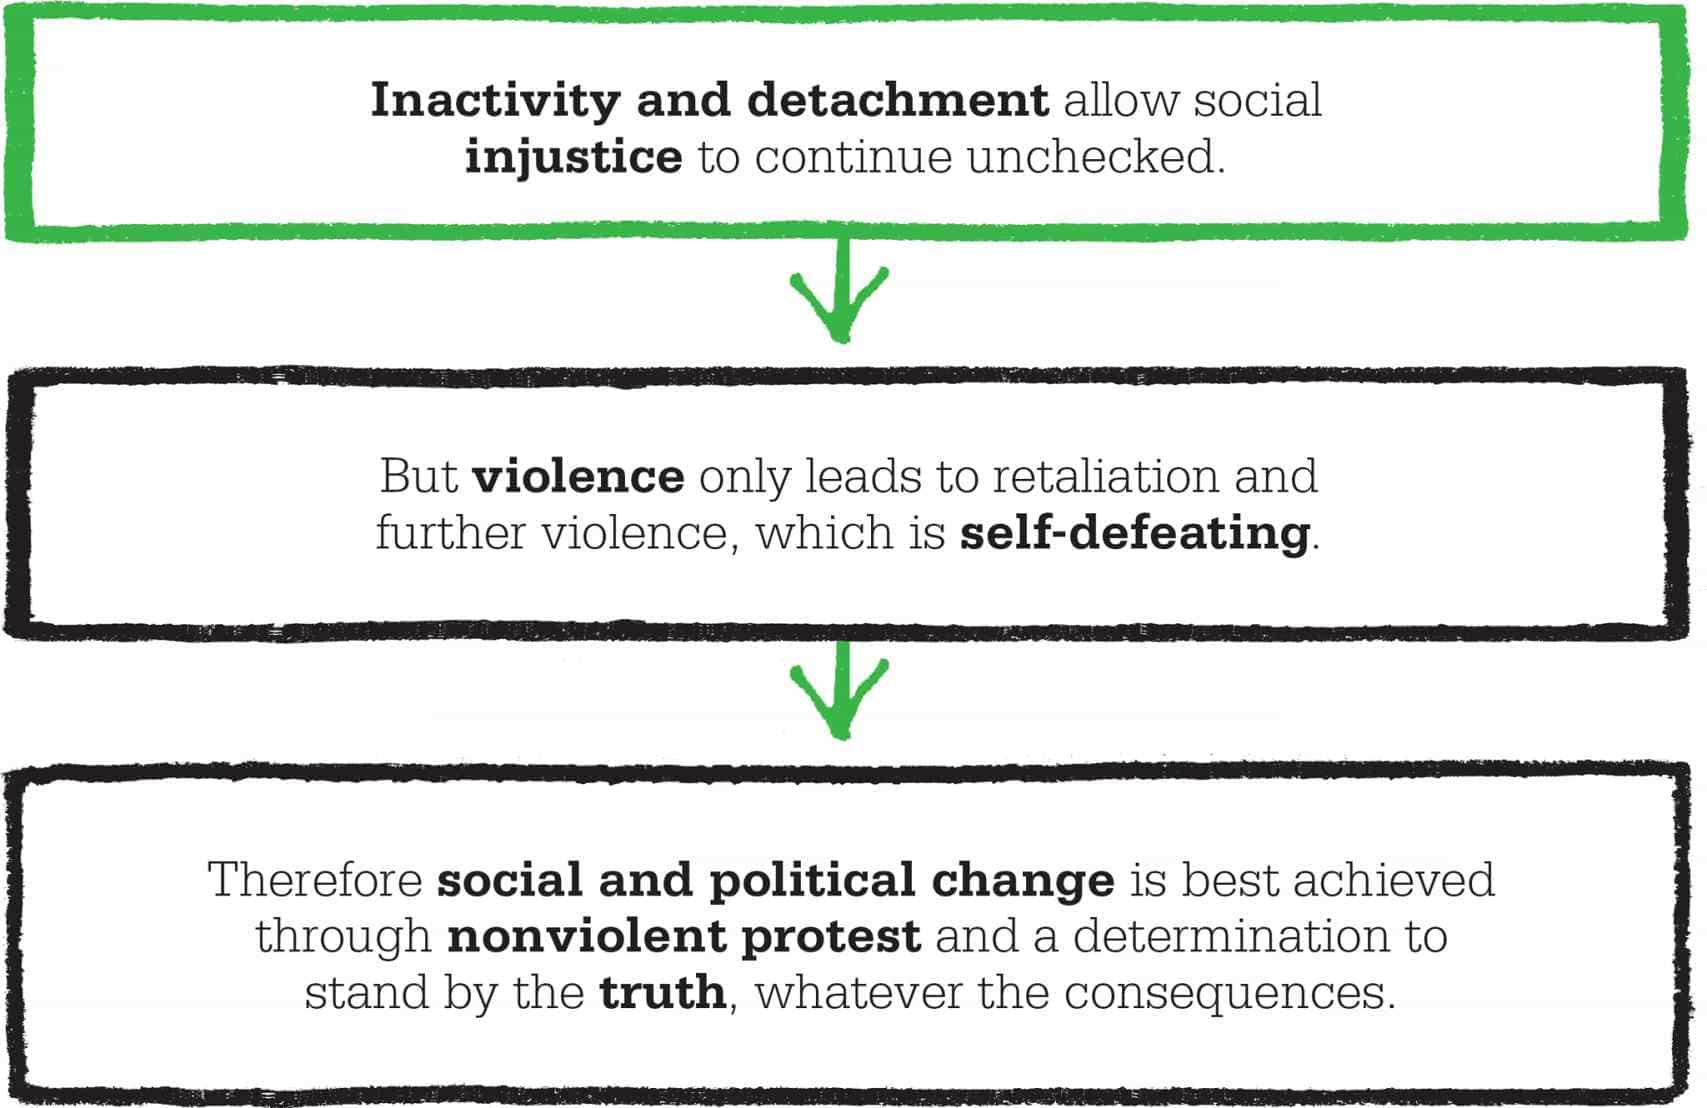 Inactivity and detachment allow social
injustice to continue unchecked.
But violence only leads to retaliation and
further violence, which is self-defeating.
Therefore social and political change is best achieved
through nonviolent protest and a determination to
stand by the truth, whatever the consequences.